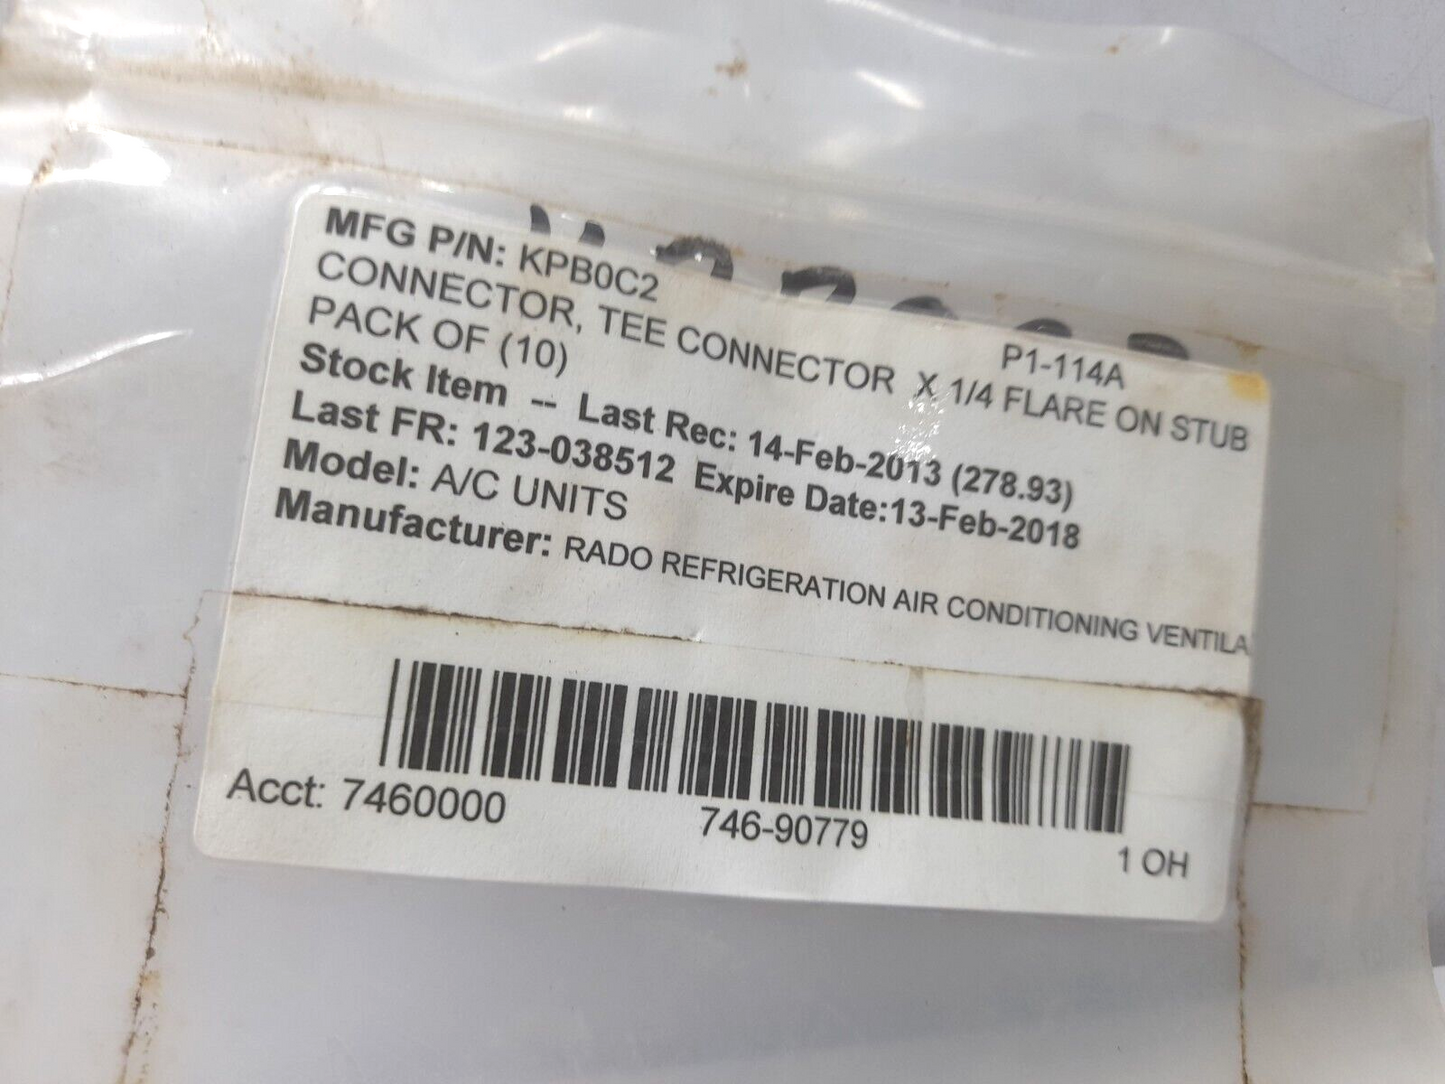 MFG P/N: KPB0C2
P1-114A
CONNECTOR, TEE CONNECTOR X 1/4 FLARE ON STUB
PACK OF (10)
Stock Item -- Last Rec: 14-Feb-2013 (278.93)
Last FR: 123-038512 Expire Date:13-Feb-2018
Model: A/C UNITS
Manufacturer: RADO REFRIGERATION AIR CONDITIONING VENTILA
Acct: 7460000
746-90779
1 OH